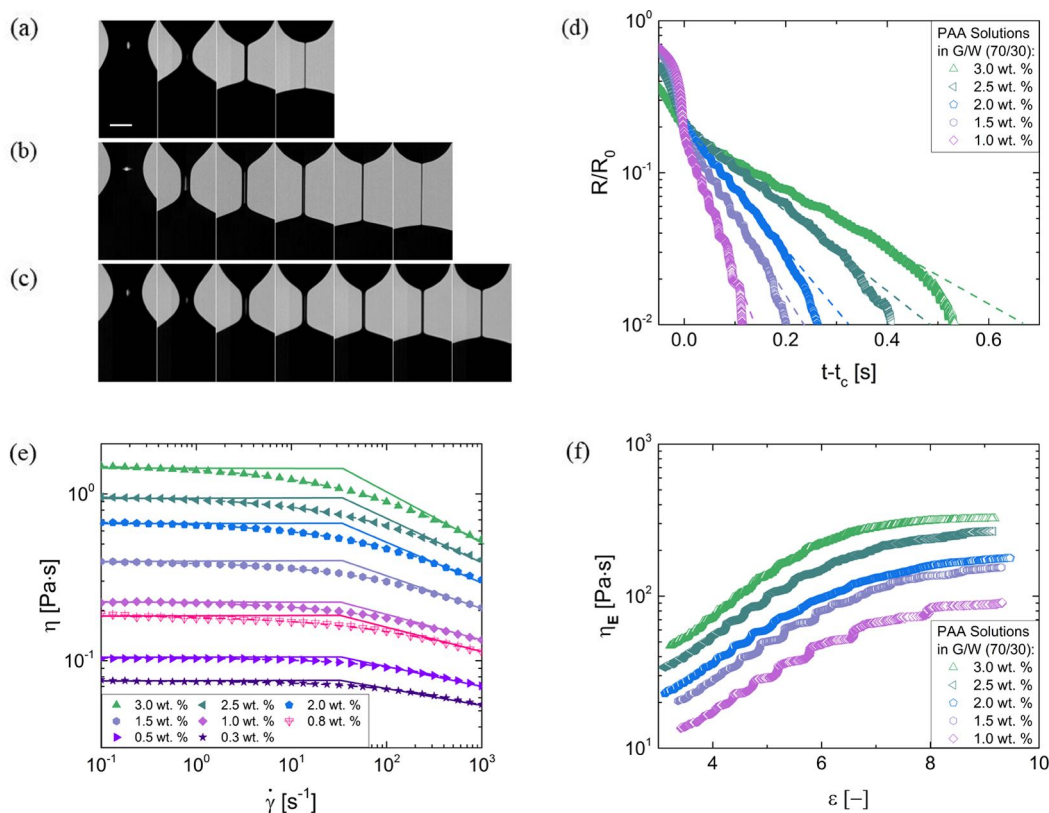 (a)
(b)
(c)
(d)
R/R0
10^0
10^-1
10^-2
PAA Solutions
in G/W (70/30):
3.0 wt. %
2.5 wt. %
2.0 wt. %
1.5 wt. %
1.0 wt. %
0.0 0.2 0.4 0.6
t-tc [s]
(e)
η [Pa·s]
10^0
10^-1
3.0 wt. % 2.5 wt. % 2.0 wt. %
1.5 wt. % 1.0 wt. % 0.8 wt. %
0.5 wt. % 0.3 wt. %
10^-1 10^0 10^1 10^2 10^3
γ̇ [s^-1]
(f)
ηE [Pa·s]
10^3
10^2
10^1
PAA Solutions
in G/W (70/30):
3.0 wt. %
2.5 wt. %
2.0 wt. %
1.5 wt. %
1.0 wt. %
4 6 8 10
ε [−]